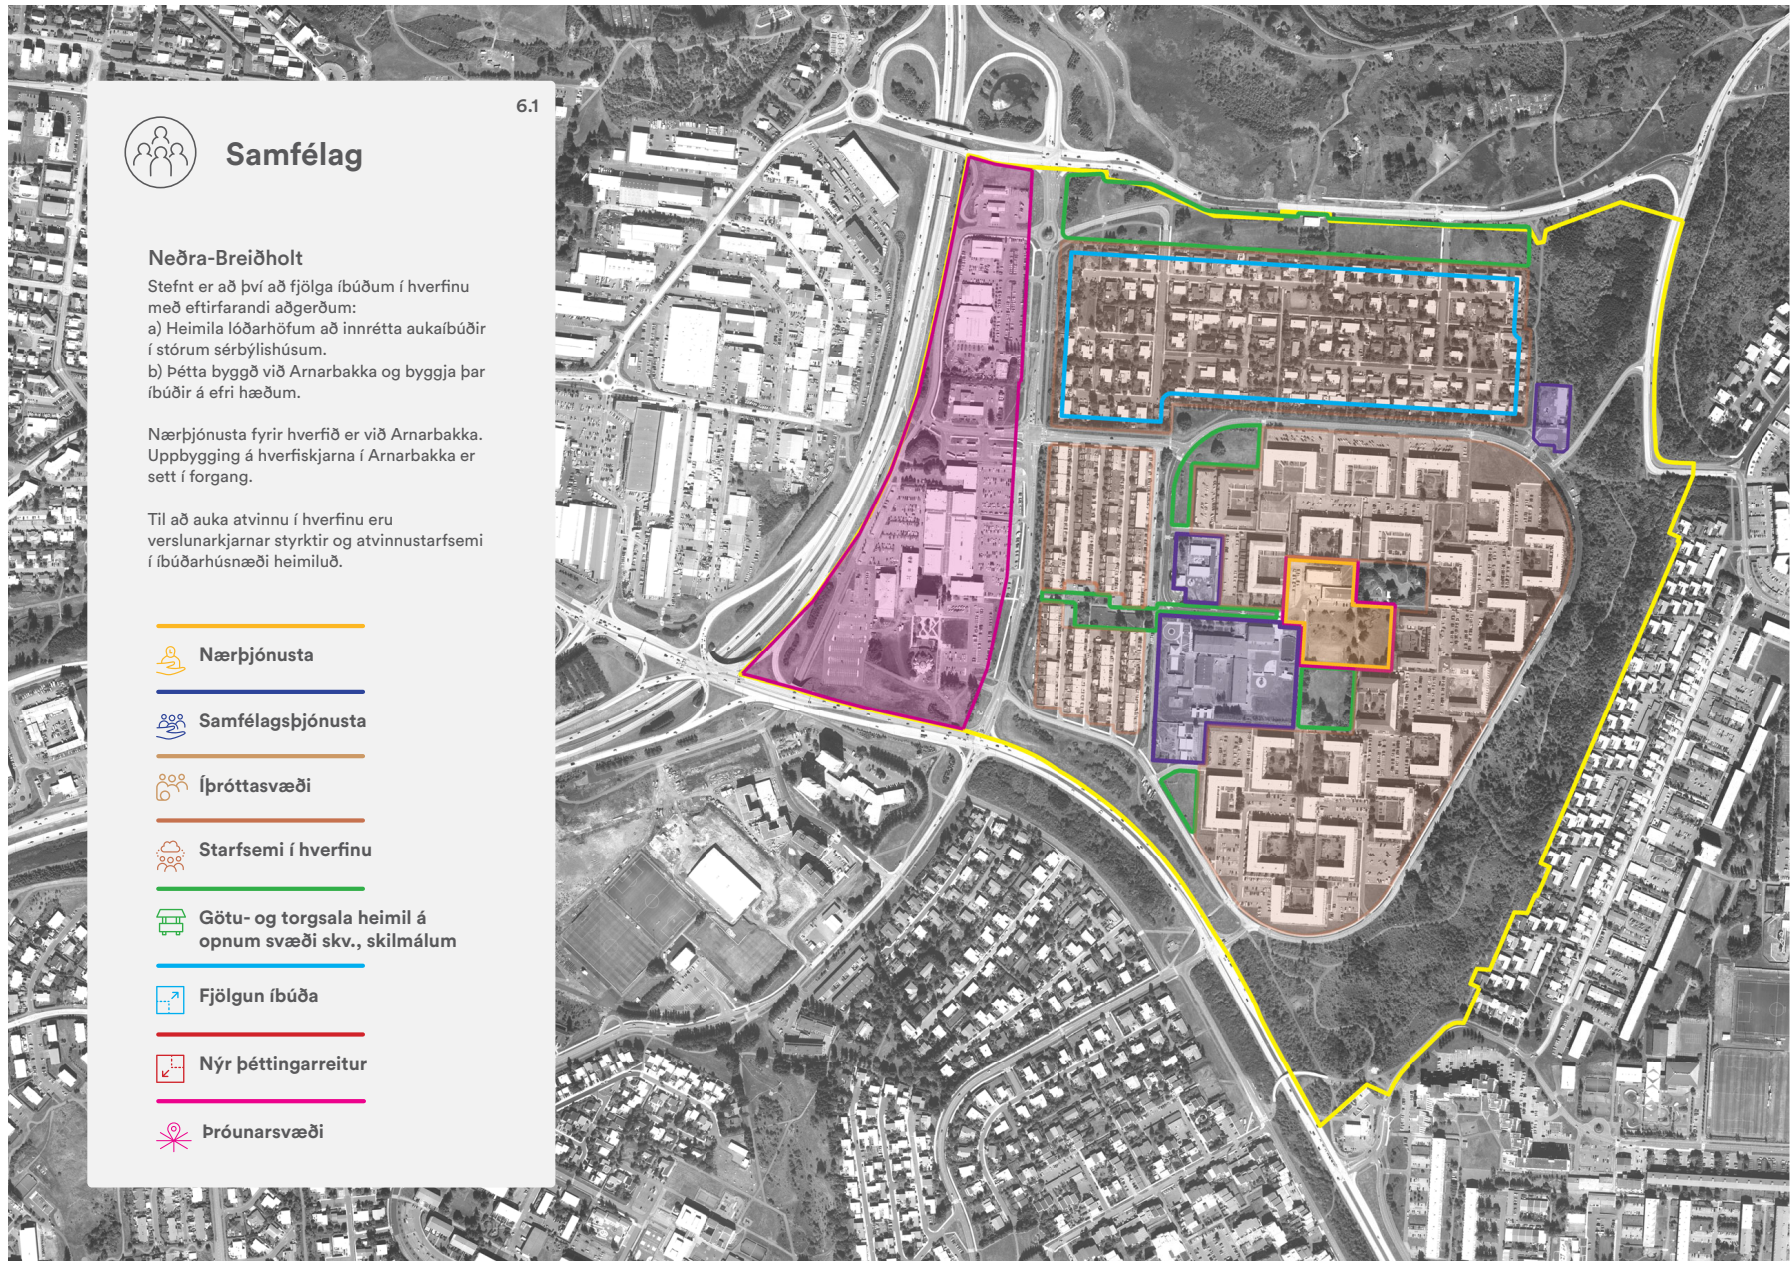 6.1
Samfélag
Neðra-Breiðholt
Stefnt er að því að fjölga íbúðum í hverfinu
með eftirfarandi aðgerðum:
a) Heimila lóðarhöfum að innrétta aukaíbúðir
í stórum sérbýlishúsum.
b) Þétta byggð við Arnarbakka og byggja þar
íbúðir á efri hæðum.
Nærþjónusta fyrir hverfið er við Arnarbakka.
Uppbygging á hverfiskjarna í Arnarbakka er
sett í forgang.
Til að auka atvinnu í hverfinu eru
verslunarkjarnar styrktir og atvinnustarfsemi
í íbúðarhúsnæði heimiluð.
Nærþjónusta
Samfélagsþjónusta
Íþróttasvæði
Starfsemi í hverfinu
Götu- og torgsala heimil á
opnum svæði skv., skilmálum
Fjölgun íbúða
Nýr þéttingarreitur
Þróunarsvæði